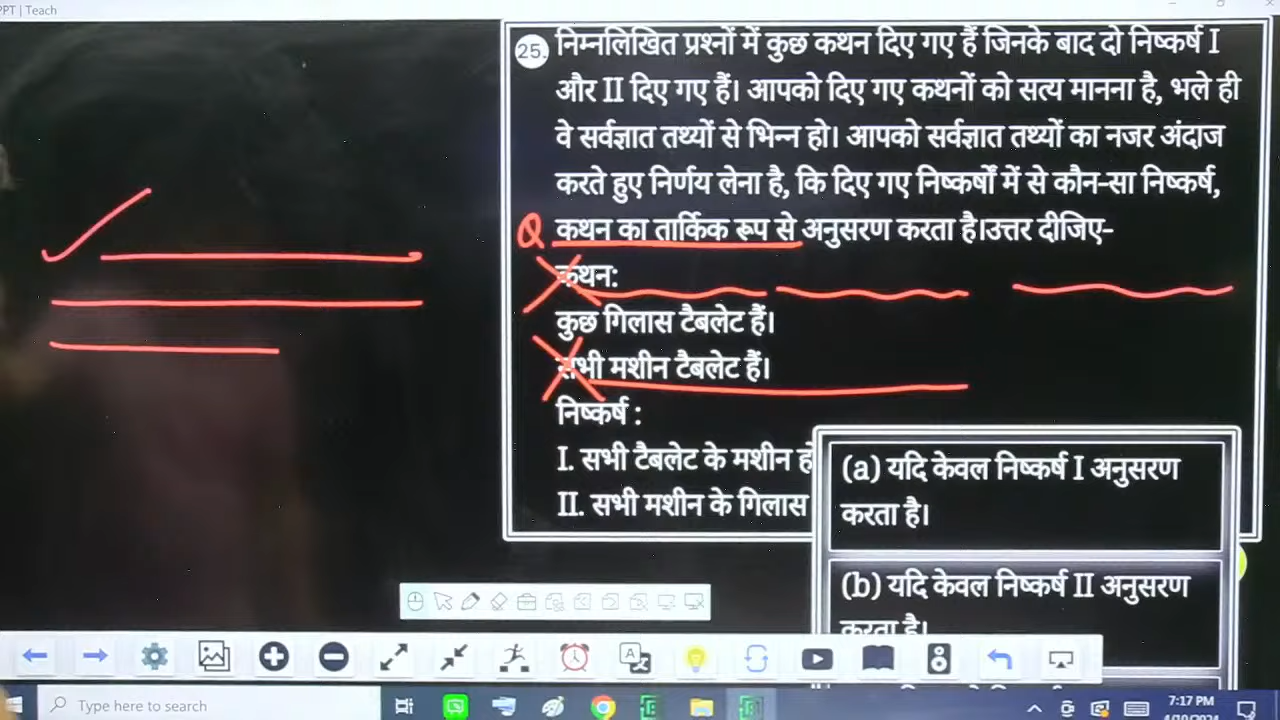 PPT | Teach
25. निम्नलिखित प्रश्नों में कुछ कथन दिए गए हैं जिनके बाद दो निष्कर्ष I
और II दिए गए हैं। आपको दिए गए कथनों को सत्य मानना है, भले ही
वे सर्वज्ञात तथ्यों से भिन्न हो। आपको सर्वज्ञात तथ्यों का नजर अंदाज
करते हुए निर्णय लेना है, कि दिए गए निष्कर्षों में से कौन-सा निष्कर्ष,
Q कथन का तार्किक रूप से अनुसरण करता है।उत्तर दीजिए-
कथन:
कुछ गिलास टैबलेट हैं।
सभी मशीन टैबलेट हैं।
निष्कर्ष :
I. सभी टैबलेट के मशीन
II. सभी मशीन के गिलास
(a) यदि केवल निष्कर्ष I अनुसरण
करता है।
(b) यदि केवल निष्कर्ष II अनुसरण
करता है।
Type here to search
7:17 PM